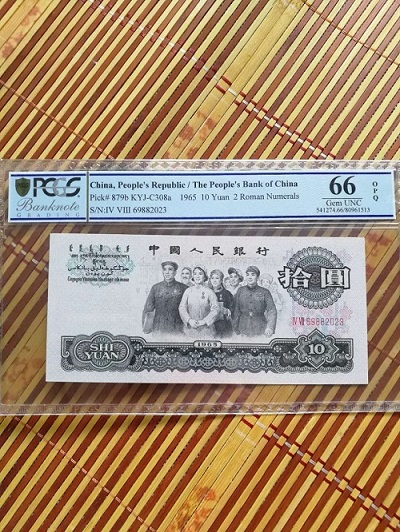 PCGS
Banknote
GRADING
China, People's Republic / The People's Bank of China
Pick# 879b KYJ-C308a 1965 10 Yuan 2 Roman Numerals
S/N:IV VIII 69882023
66
OPQ
Gem UNC
541274.66/80961513
中國人民銀行
拾圓
IV VIII 69882023
SHI
YUAN
1965
10